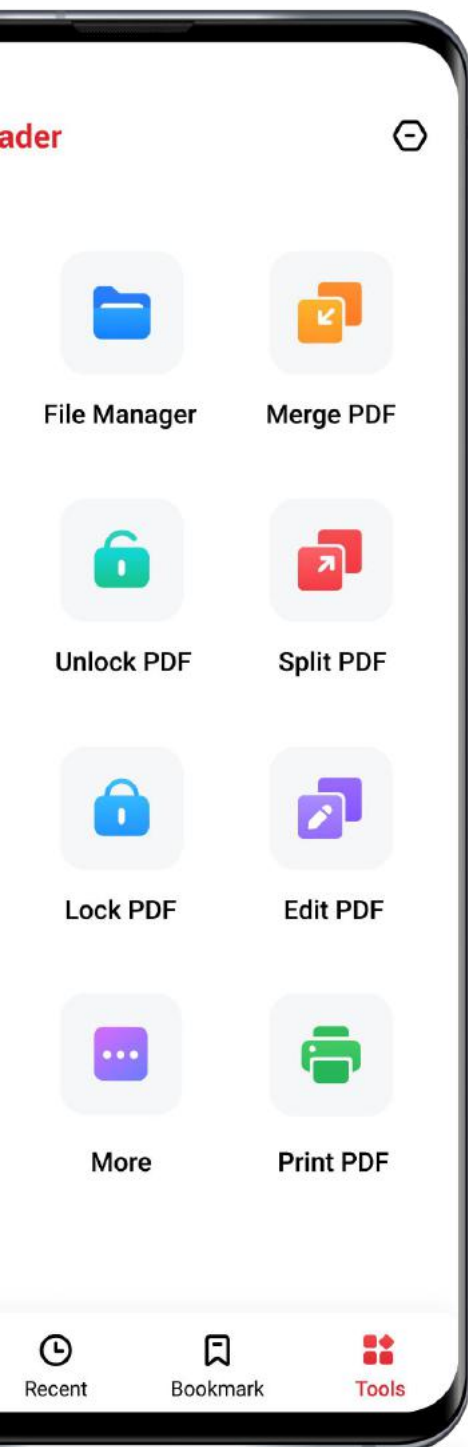 ader
File Manager
Merge PDF
Unlock PDF
Split PDF
Lock PDF
Edit PDF
More
Print PDF
Recent
Bookmark
Tools